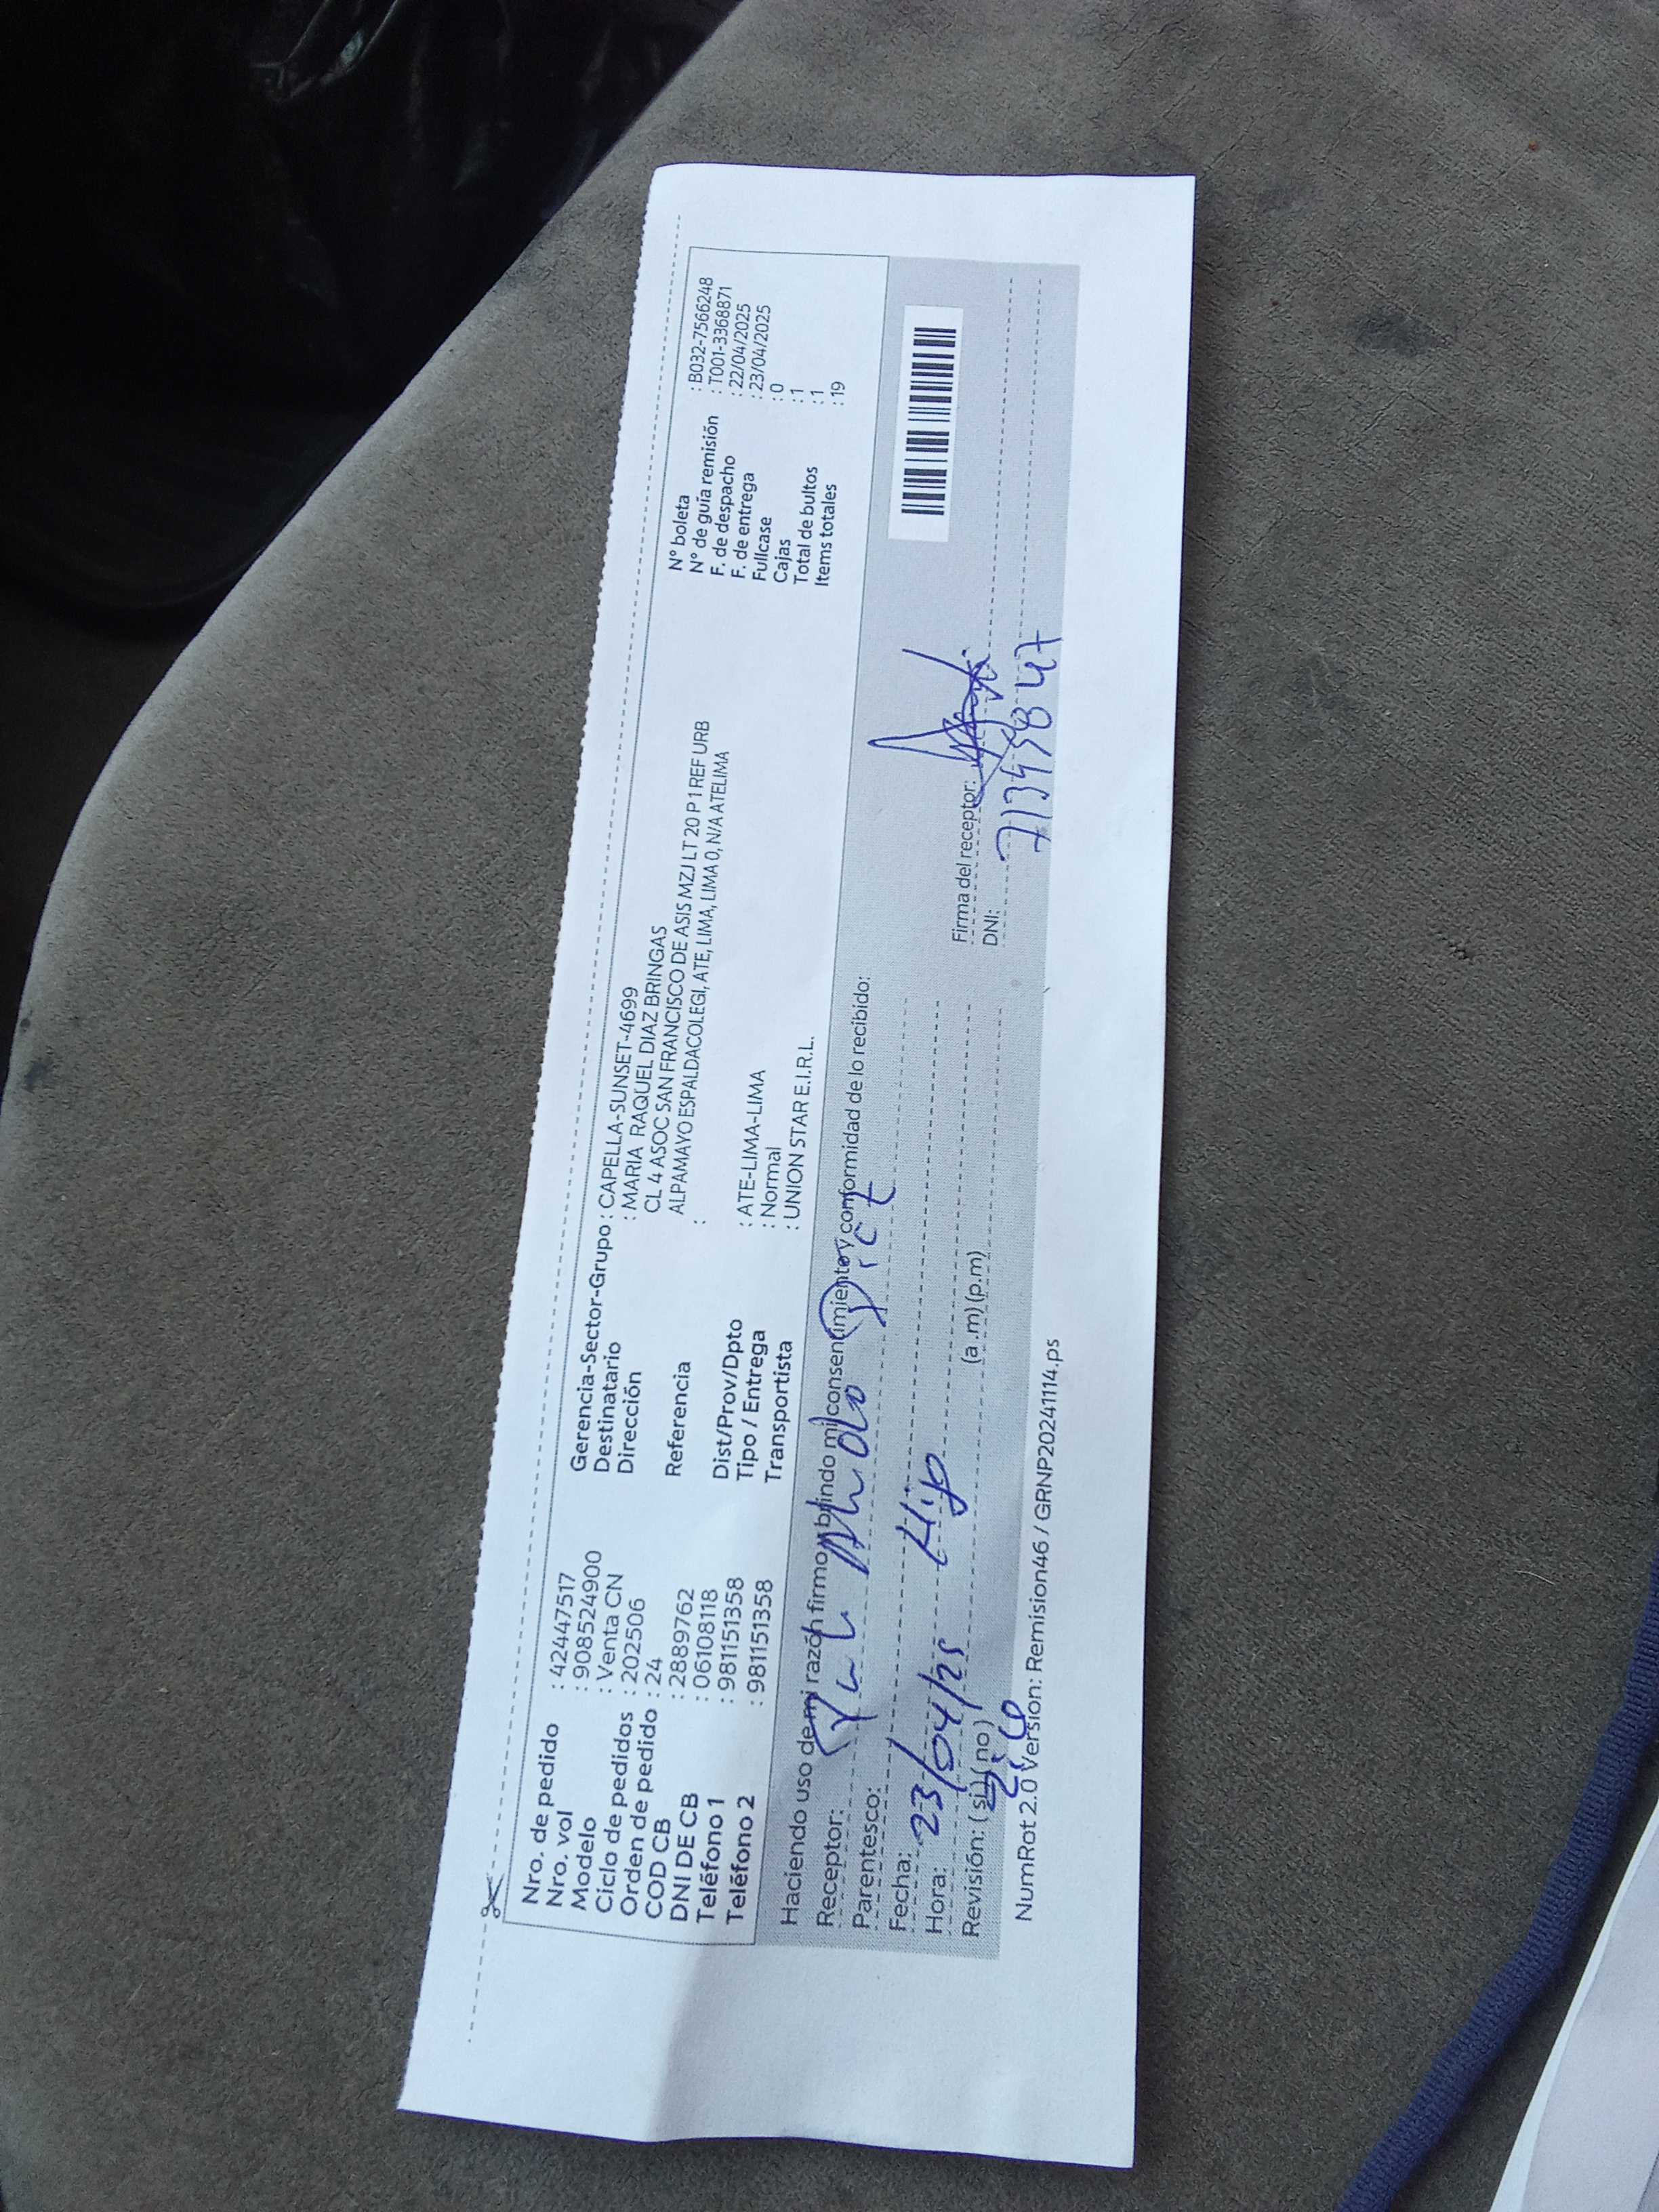 Nro. de pedido : 42447517
Nro. vol : 908524900
Modelo : Venta CN
Ciclo de pedidos : 202506
Orden de pedido : 24
COD CB : 2889762
DNI DE CB : 06108118
Teléfono 1 : 981151358
Teléfono 2 : 981151358
Gerencia-Sector-Grupo : CAPELLA-SUNSET-4699
Destinatario : MARIA RAQUEL DIAZ BRINGAS
Dirección CL 4 ASOC SAN FRANCISCO DE ASIS MZJ LT 20 P 1 REF URB
ALPAMAYO ESPALDACOLEGI, ATE, LIMA, LIMA 0, N/A ATELIMA
Referencia :
Dist/Prov/Dpto : ATE-LIMA-LIMA
Tipo / Entrega : Normal
Transportista : UNION STAR E.I.R.L.
N° boleta : B032-7566248
N° de guía remisión : T001-3368871
F. de despacho : 22/04/2025
F. de entrega : 23/04/2025
Fullcase : 0
Cajas : 1
Total de bultos : 1
Items totales : 19
Haciendo uso de mi razón firmo y brindo mi consentimiento y conformidad de lo recibido:
Receptor:
Parentesco: Hijo
Fecha: 23/04/25
Hora: (a .m) (p.m)
Revisión: ( si ) ( no )
Firma del receptor:
DNI:
NumRot 2.0 Version: Remision46 / GRNP20241114.ps